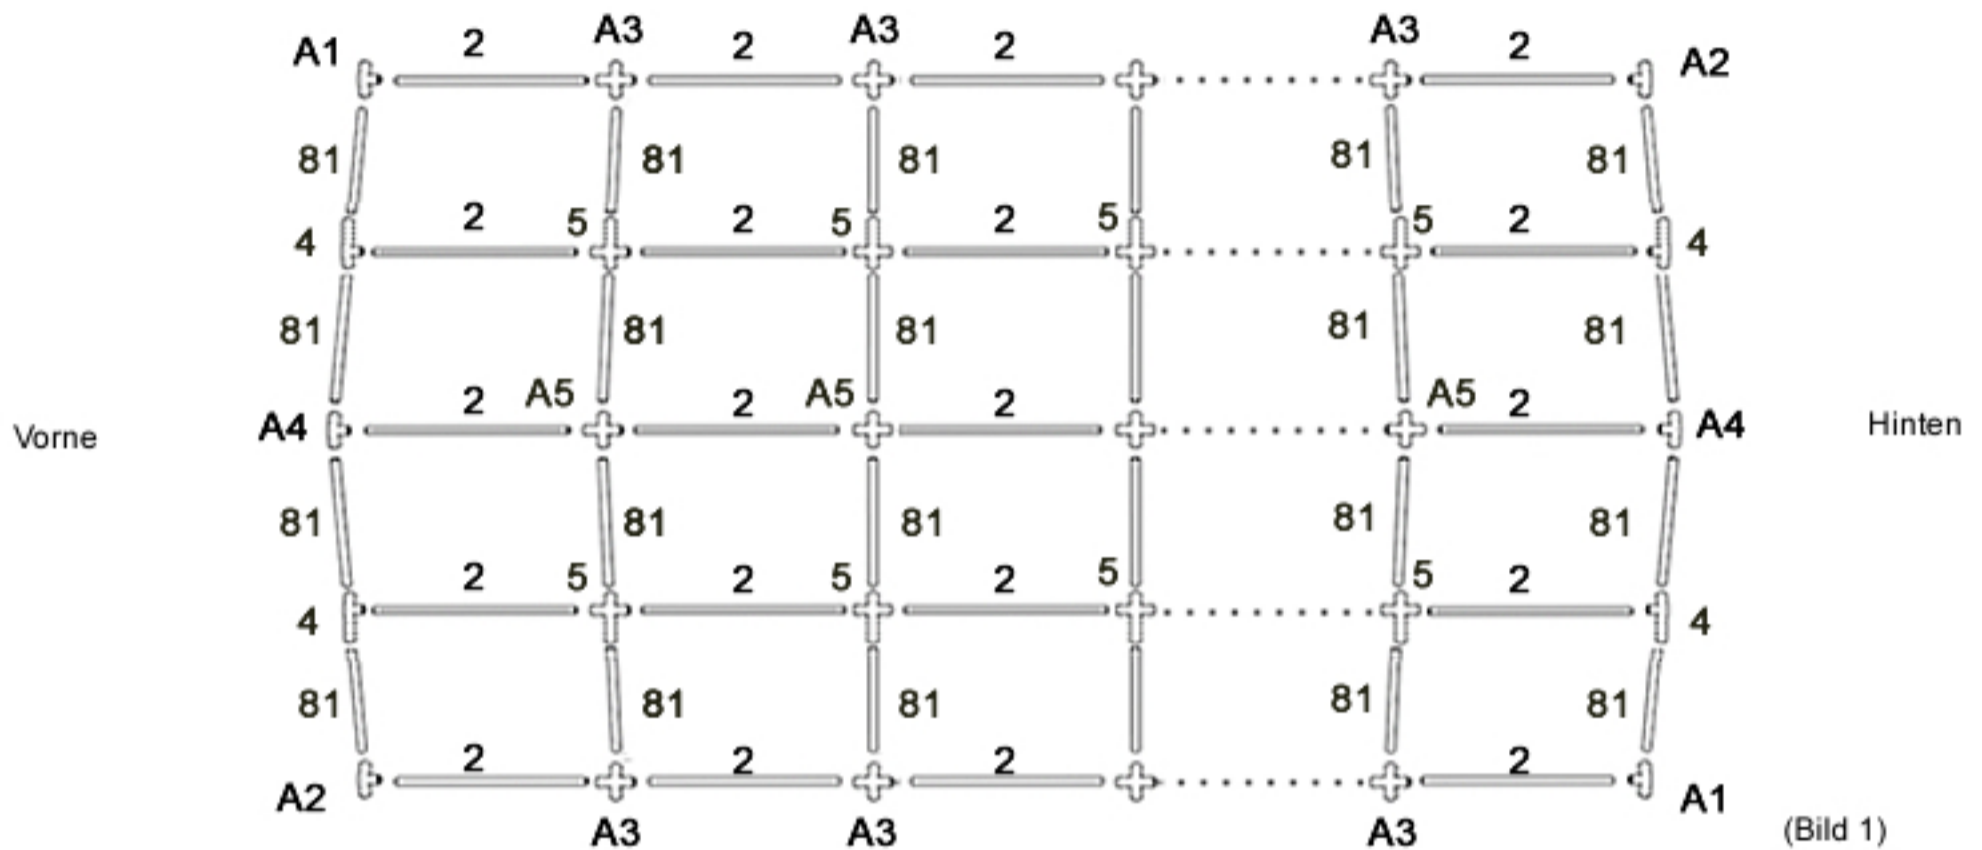 A1 2 A3 2 A3 2 A3 2 A2
81 81 81 81 81
4 2 5 2 5 2 5 5 2 4
81 81 81 81 81
Vorne A4 2 A5 2 A5 2 A5 2 A4 Hinten
81 81 81 81 81
4 2 5 2 5 2 5 5 2 4
81 81 81 81 81
A2 2 2 2 2 A1
A3 A3 A3 (Bild 1)